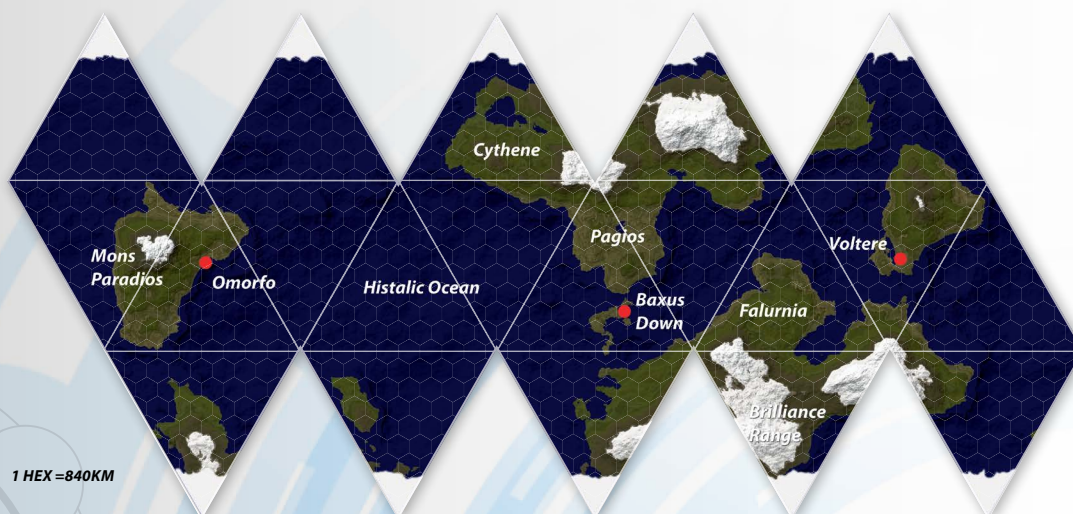 Cythene
Mons
Paradios
Omorfo
Histalic Ocean
Pagios
Baxus
Down
Voltere
Falurnia
Brilliance
Range
1 HEX =840KM